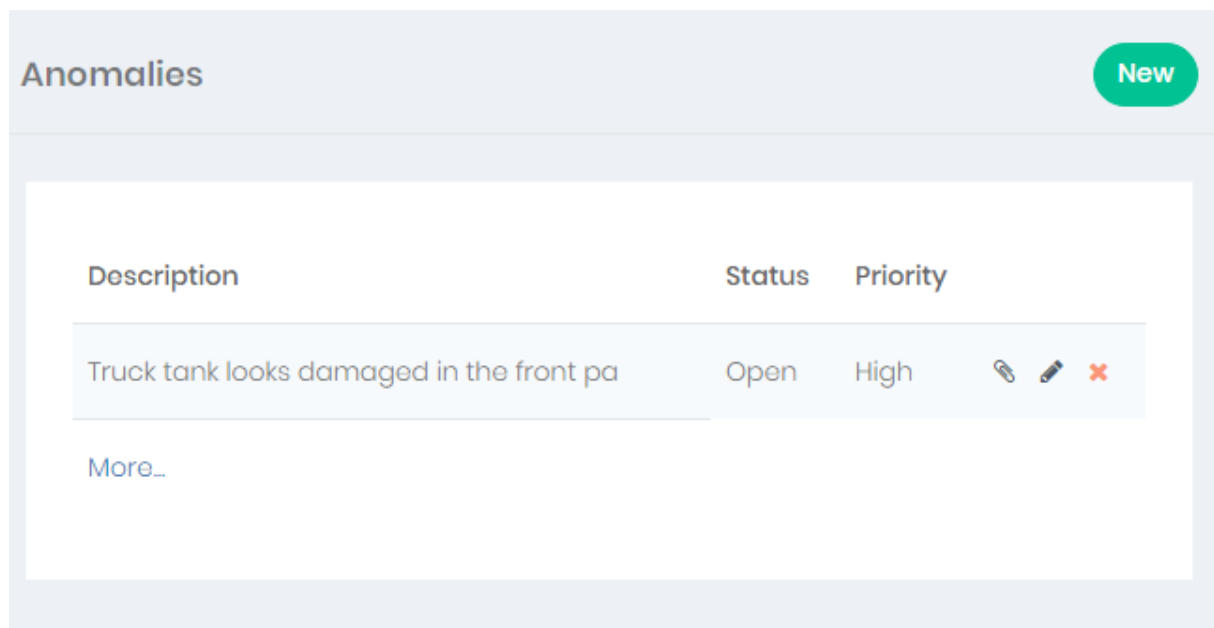 Anomalies New
Description Status Priority
Truck tank looks damaged in the front pa Open High
More...